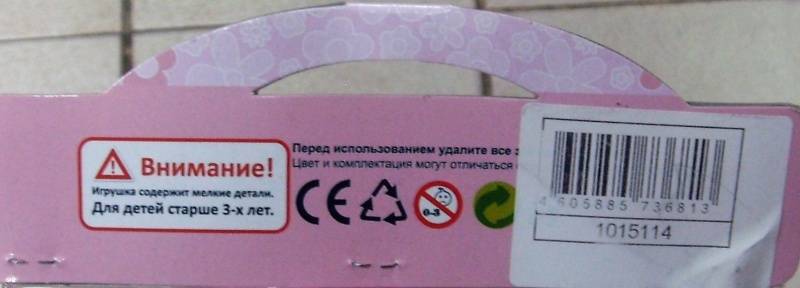 Внимание!
Игрушка содержит мелкие детали.
Для детей старше 3-х лет.
Перед использованием удалите все
Цвет и комплектация могут отличаться
CE
0-3
4 605885 736813
1015114